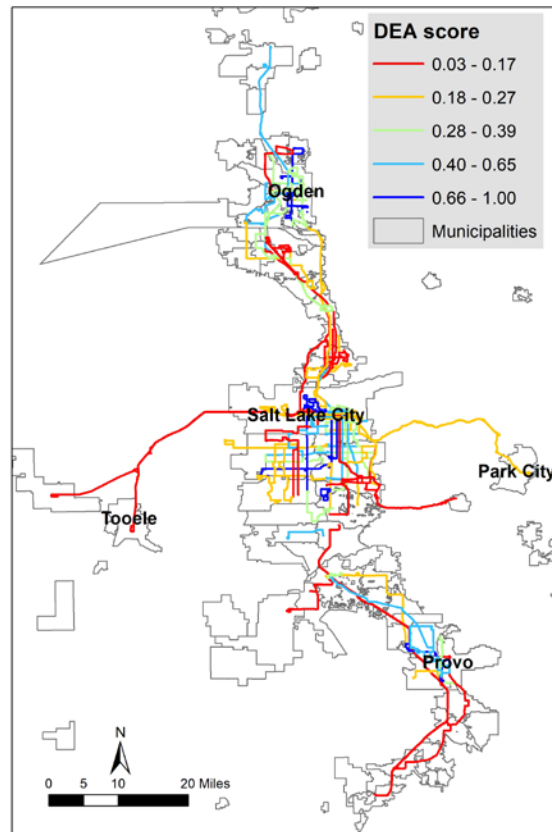 DEA score
0.03 - 0.17
0.18 - 0.27
0.28 - 0.39
0.40 - 0.65
0.66 - 1.00
Municipalities
Ogden
Salt Lake City
Park City
Tooele
Provo
N
0 5 10 20 Miles